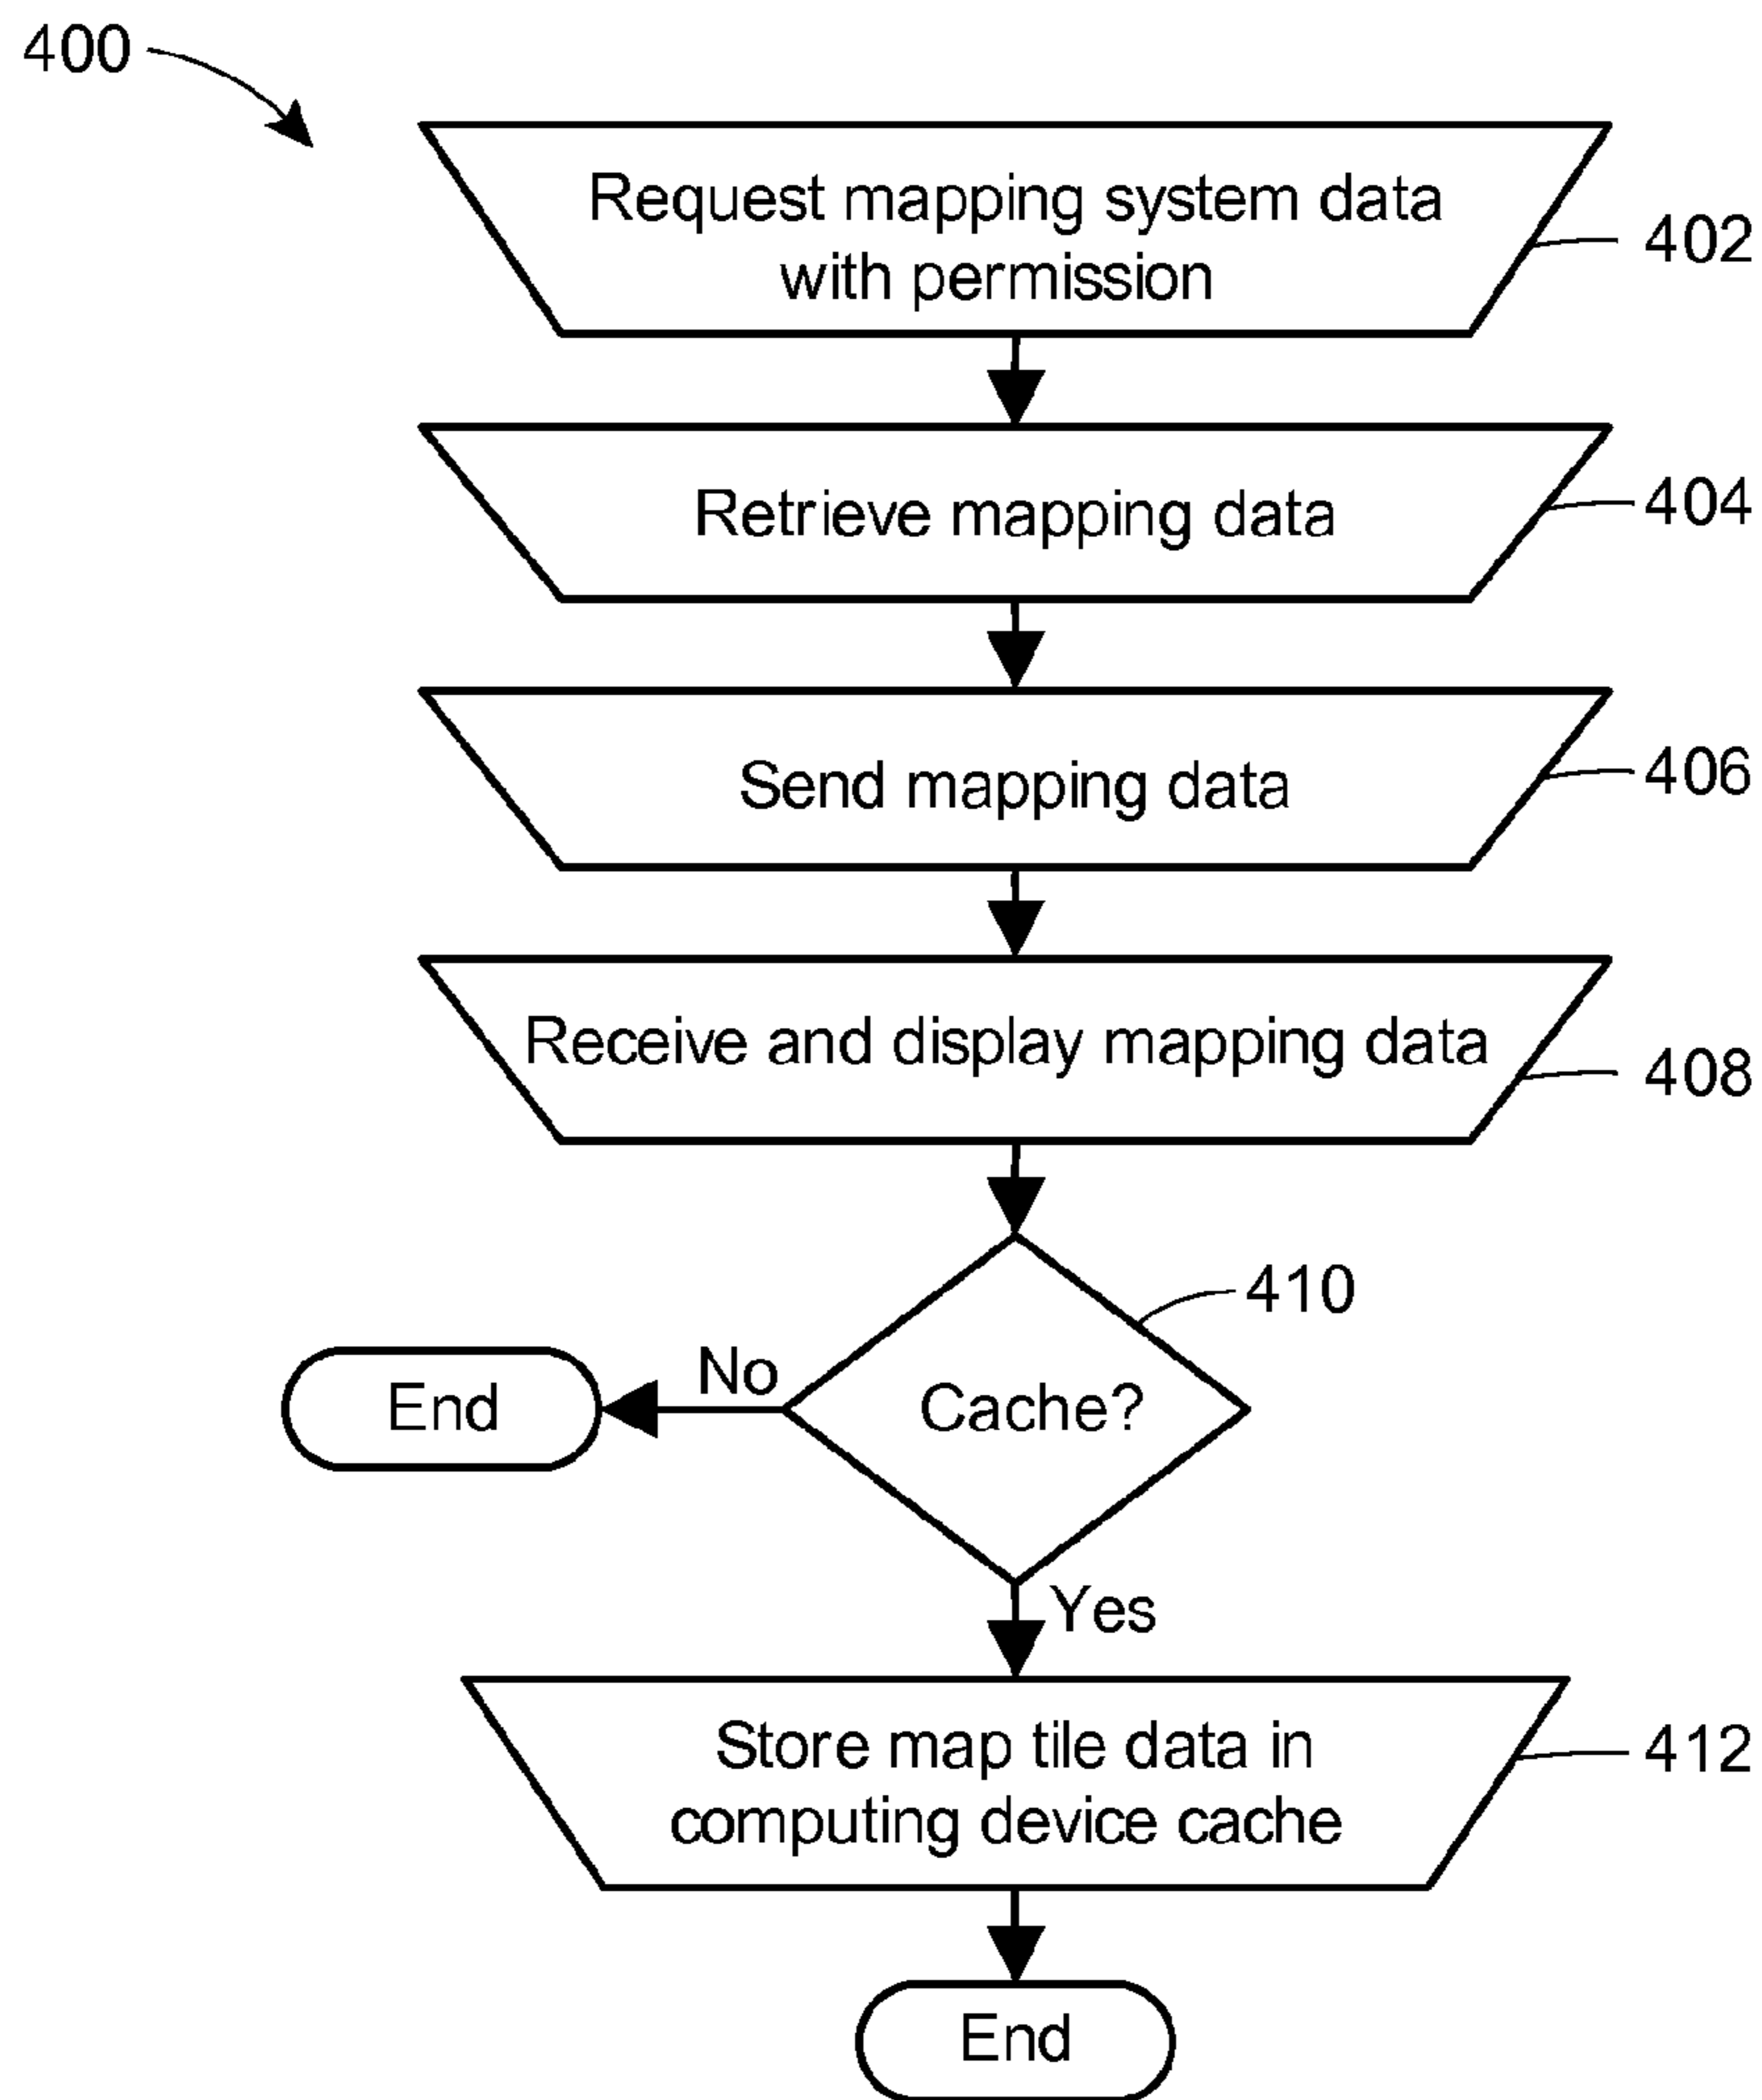 400
Request mapping system data
with permission
402
Retrieve mapping data
404
Send mapping data
406
Receive and display mapping data
408
410
Cache?
No
End
Yes
Store map tile data in
computing device cache
412
End